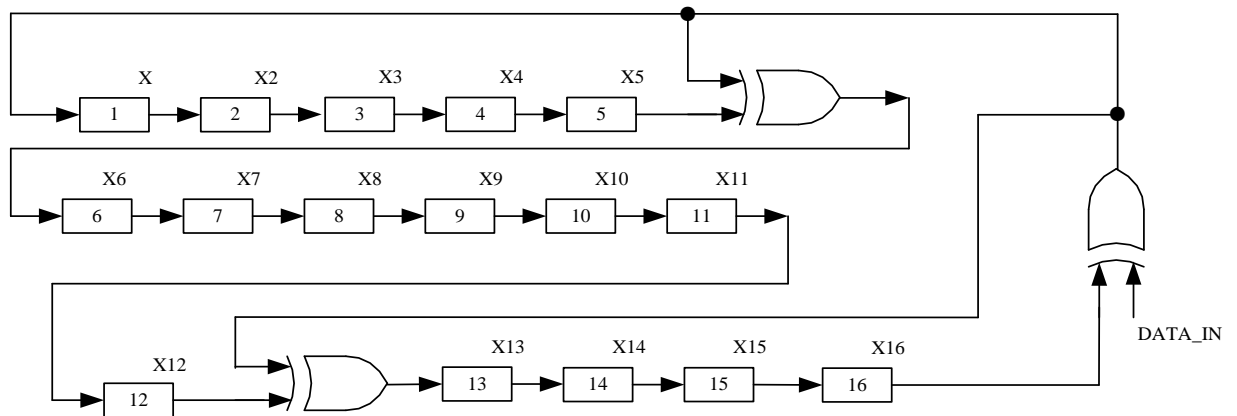 X X2 X3 X4 X5
1 2 3 4 5
X6 X7 X8 X9 X10 X11
6 7 8 9 10 11
DATA_IN
X12 X13 X14 X15 X16
12 13 14 15 16